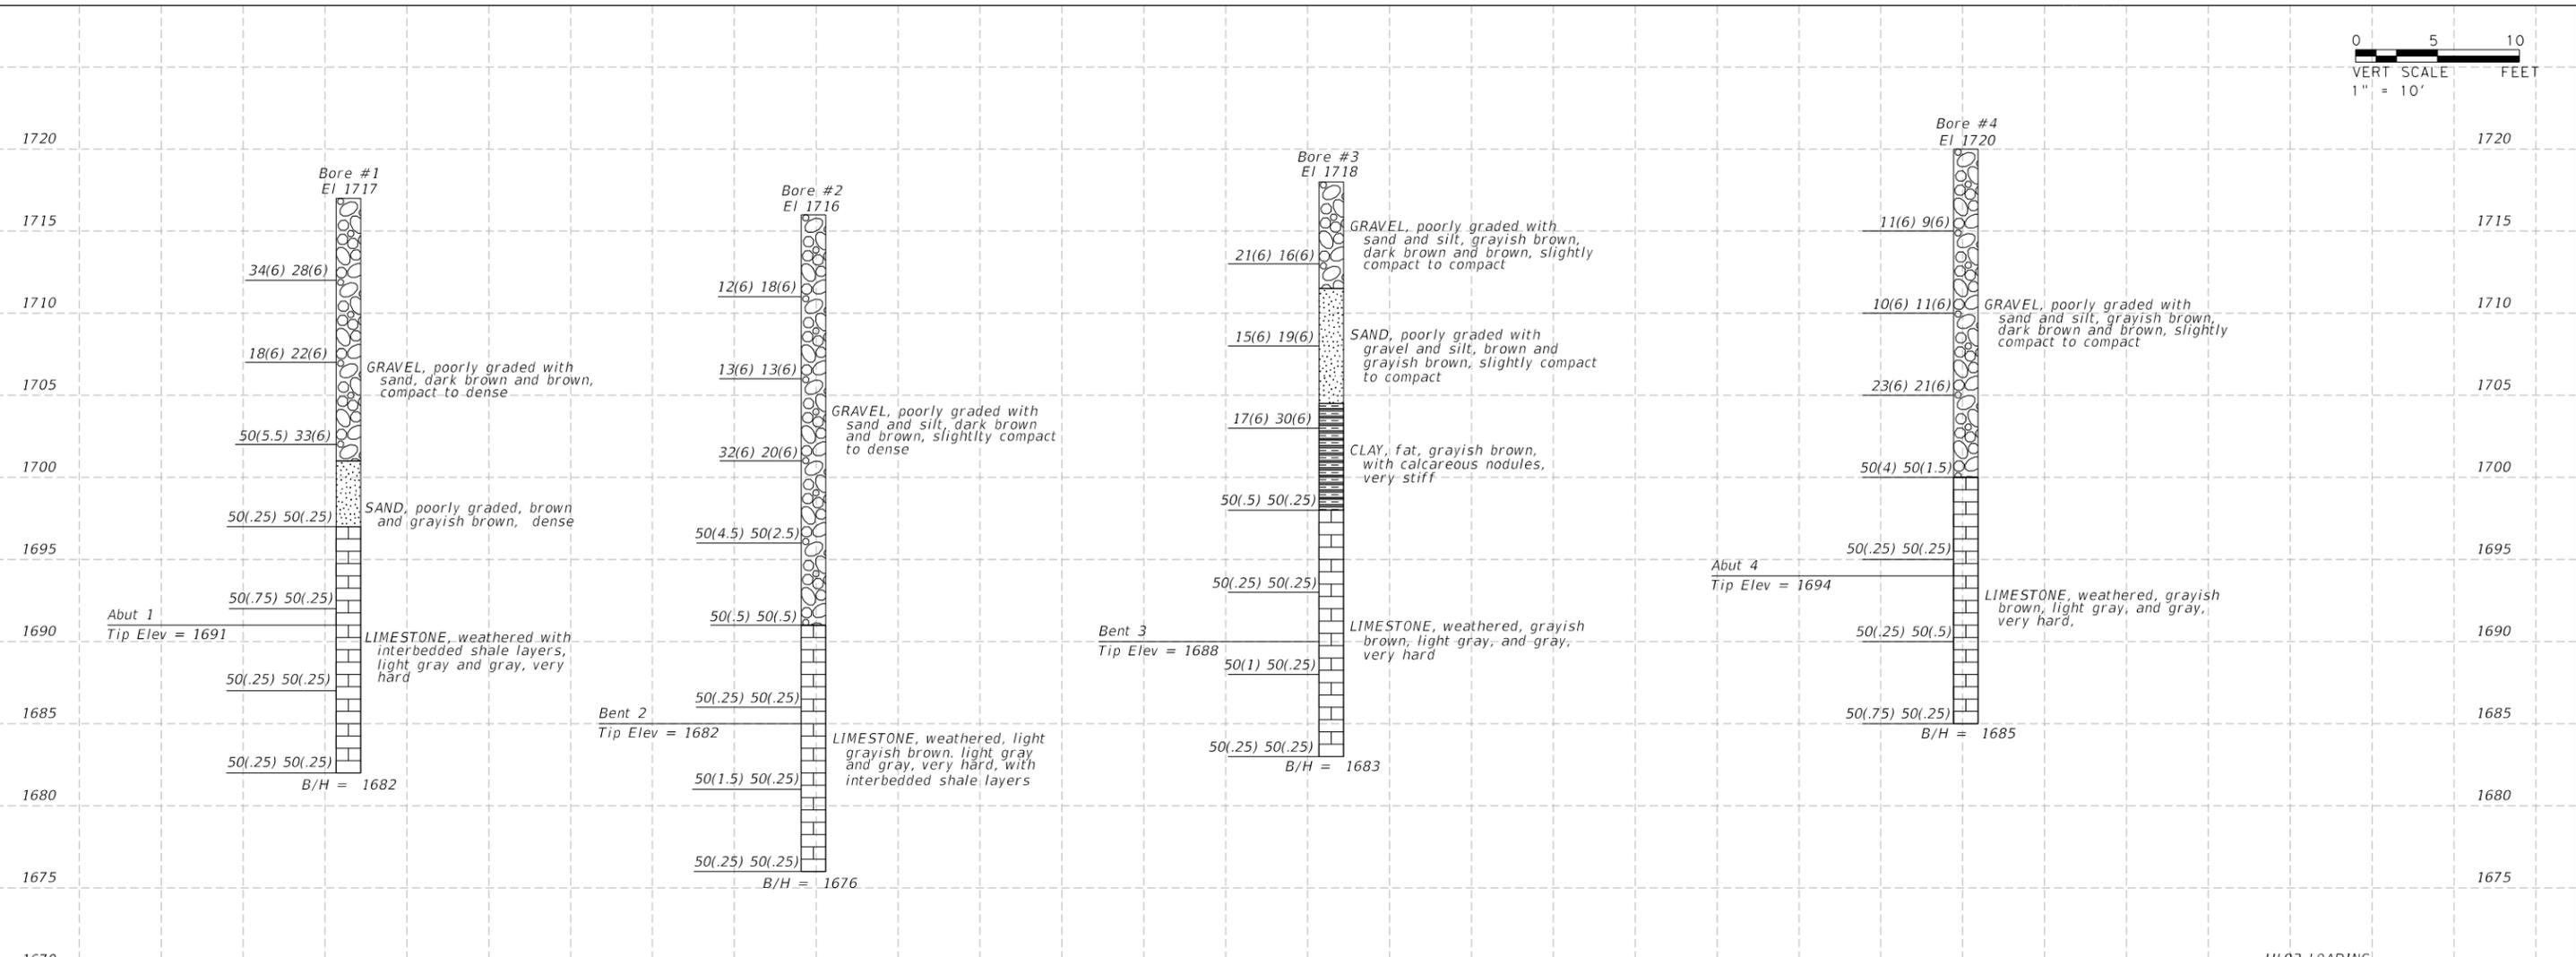 0 5 10
VERT SCALE FEET
1" = 10'
1720
1715
1710
1705
1700
1695
1690
1685
1680
1675
Bore #1
El 1717
34(6) 28(6)
18(6) 22(6)
50(5.5) 33(6)
50(.25) 50(.25)
50(.75) 50(.25)
Abut 1
Tip Elev = 1691
50(.25) 50(.25)
50(.25) 50(.25)
B/H = 1682
GRAVEL, poorly graded with
sand, dark brown and brown,
compact to dense
SAND, poorly graded, brown
and grayish brown, dense
LIMESTONE, weathered with
interbedded shale layers,
light gray and gray, very
hard
Bore #2
El 1716
12(6) 18(6)
13(6) 13(6)
32(6) 20(6)
50(4.5) 50(2.5)
50(.5) 50(.5)
50(.25) 50(.25)
Bent 2
Tip Elev = 1682
50(1.5) 50(.25)
50(.25) 50(.25)
B/H = 1676
GRAVEL, poorly graded with
sand and silt, dark brown
and brown, slightlty compact
to dense
LIMESTONE, weathered, light
grayish brown. light gray
and gray, very hard, with
interbedded shale layers
Bore #3
El 1718
21(6) 16(6)
15(6) 19(6)
17(6) 30(6)
50(.5) 50(.25)
50(.25) 50(.25)
Bent 3
Tip Elev = 1688
50(1) 50(.25)
50(.25) 50(.25)
B/H = 1683
GRAVEL, poorly graded with
sand and silt, grayish brown,
dark brown and brown, slightly
compact to compact
SAND, poorly graded with
gravel and silt, brown and
grayish brown, slightly compact
to compact
CLAY, fat, grayish brown,
with calcareous nodules,
very stiff
LIMESTONE, weathered, grayish
brown, light gray, and gray,
very hard
Bore #4
El 1720
11(6) 9(6)
10(6) 11(6)
23(6) 21(6)
50(4) 50(1.5)
50(.25) 50(.25)
Abut 4
Tip Elev = 1694
50(.25) 50(.5)
50(.75) 50(.25)
B/H = 1685
GRAVEL, poorly graded with
sand and silt, grayish brown,
dark brown and brown, slightly
compact to compact
LIMESTONE, weathered, grayish
brown, light gray, and gray,
very hard,
1720
1715
1710
1705
1700
1695
1690
1685
1680
1675